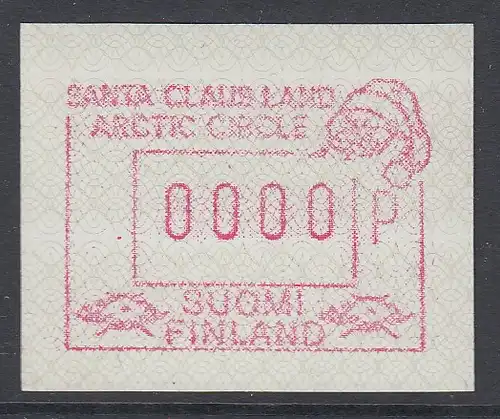 SANTA CLAUS LAND
ARCTIC CIRCLE
0000 P
SUOMI
FINLAND